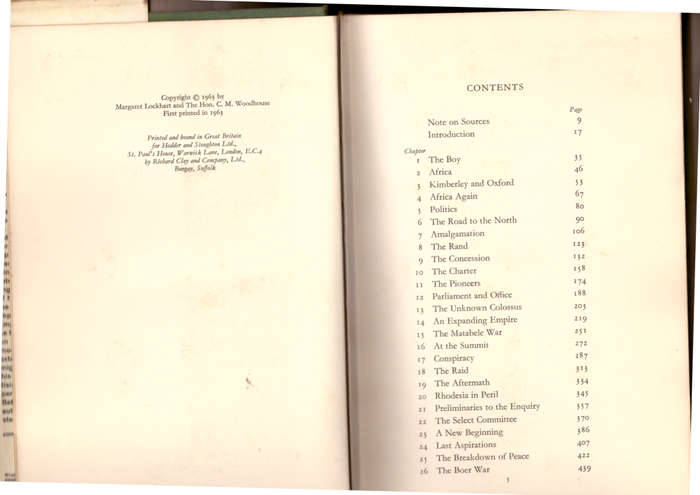 Copyright © 1963 by
Margaret Lockhart and The Hon. C. M. Woodhouse
First printed in 1963
Printed and bound in Great Britain
for Hodder and Stoughton Ltd.,
St. Paul's House, Warwick Lane, London, E.C.4
by Richard Clay and Company, Ltd.,
Bungay, Suffolk
CONTENTS
Page
Note on Sources 9
Introduction 17
Chapter
1 The Boy 31
2 Africa 46
3 Kimberley and Oxford 53
4 Africa Again 67
5 Politics 80
6 The Road to the North 90
7 Amalgamation 106
8 The Rand 123
9 The Concession 132
10 The Charter 158
11 The Pioneers 174
12 Parliament and Office 188
13 The Unknown Colossus 203
14 An Expanding Empire 219
15 The Matabele War 251
16 At the Summit 272
17 Conspiracy 287
18 The Raid 313
19 The Aftermath 334
20 Rhodesia in Peril 345
21 Preliminaries to the Enquiry 357
22 The Select Committee 370
23 A New Beginning 386
24 Last Aspirations 407
25 The Breakdown of Peace 422
26 The Boer War 439
5